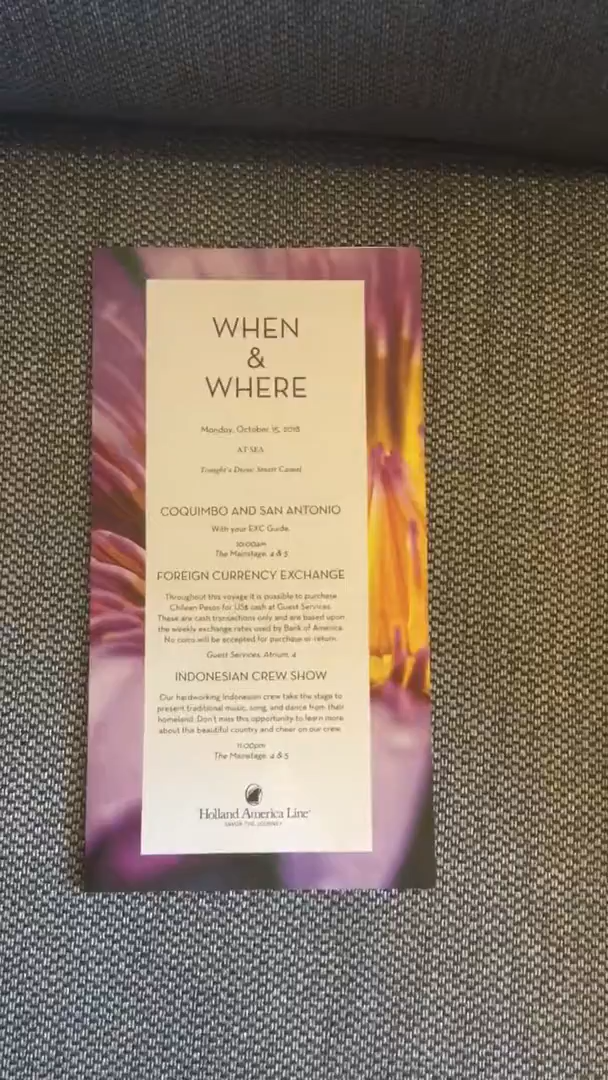 WHEN
&
WHERE
Monday, October 15, 2018
AT SEA
Tonight's Dress: Smart Casual
COQUIMBO AND SAN ANTONIO
With your EXC Guide.
10:00am
The Mainstage, 4 & 5
FOREIGN CURRENCY EXCHANGE
Throughout this voyage it is possible to purchase
Chilean Pesos for US$ cash at Guest Services.
These are cash transactions only and are based upon
the weekly exchange rates used by Bank of America.
No coins will be accepted for purchase or return.
Guest Services, Atrium, 4
INDONESIAN CREW SHOW
Our hardworking Indonesian crew take the stage to
present traditional music, song, and dance from their
homeland. Don't miss this opportunity to learn more
about this beautiful country and cheer on our crew.
11:00pm
The Mainstage, 4 & 5
Holland America Line®
SAVOR THE JOURNEY